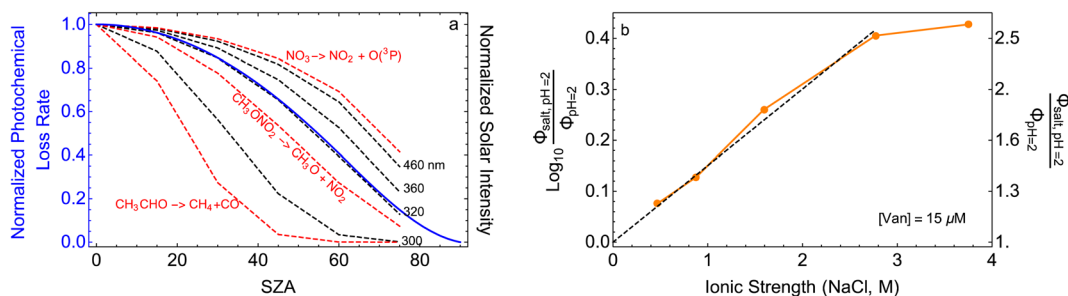 a
Normalized Photochemical
Loss Rate
1.0
0.8
0.6
0.4
0.2
0.0
0
20
40
60
80
SZA
Normalized Solar Intensity
NO₃-> NO₂ + O(³P)
CH₃ONO₂ -> CH₃O + NO₂
CH₃CHO -> CH₄+CO
460 nm
360
320
300
b
Log₁₀ Φsalt, pH =2 / ΦpH=2
0.4
0.3
0.2
0.1
0.0
0
1
2
3
4
Ionic Strength (NaCl, M)
[Van] = 15 µM
2.5
2.
1.6
1.3
1
Φsalt, pH =2 / ΦpH=2